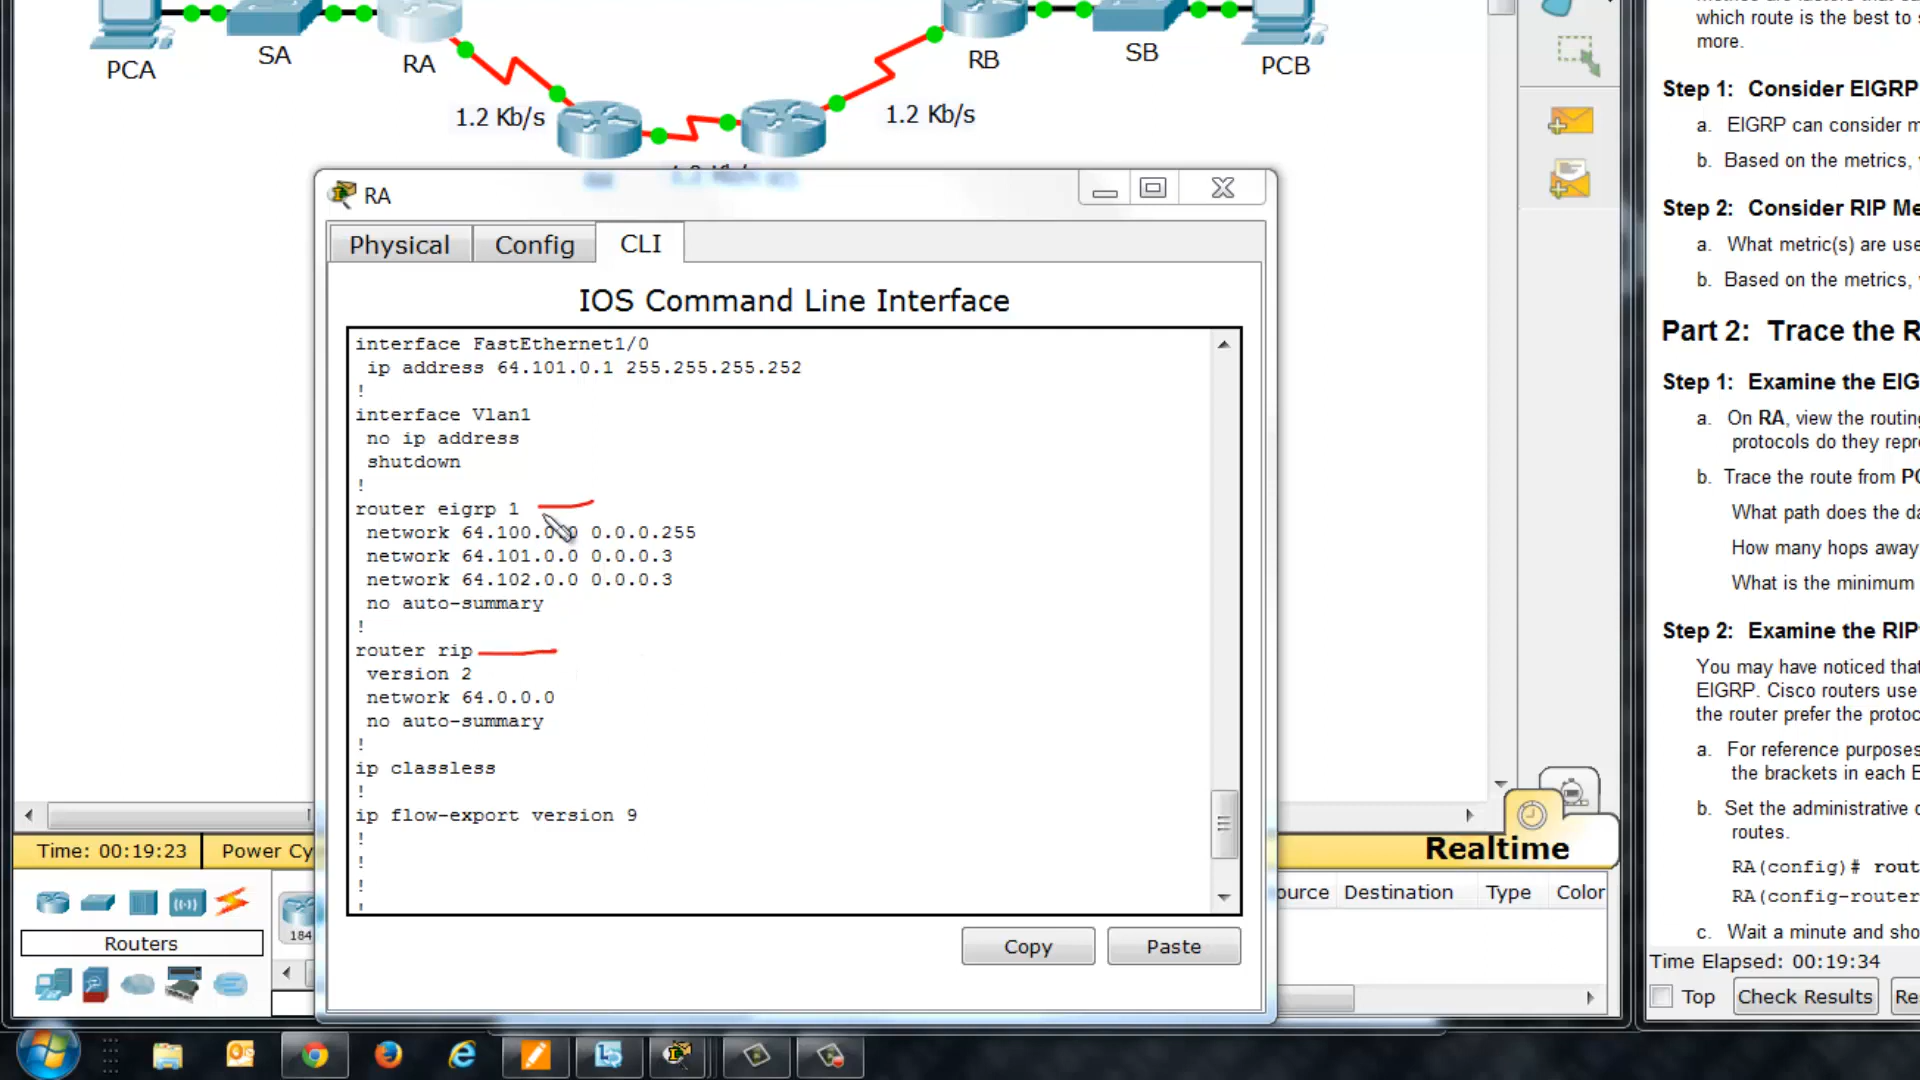 which route is the best to
more.
PCA
SA
RA
RB
SB
PCB
1.2 Kb/s
1.2 Kb/s
Step 1: Consider EIGRP
a. EIGRP can consider
b. Based on the metrics,
Step 2: Consider RIP
a. What metric(s) are
b. Based on the metrics,
Part 2: Trace the
Step 1: Examine the
a. On RA, view the
protocols do they
b. Trace the route from
What path does the
How many hops away
What is the minimum
Step 2: Examine the
You may have noticed that
EIGRP. Cisco routers use
the router prefer the
a. For reference purposes
the brackets in each
b. Set the administrative
routes.
RA(config)#
c. Wait a minute and
Time Elapsed: 00:19:34
Top
Check Results
RA
Physical
Config
CLI
IOS Command Line Interface
interface FastEthernet1/0
ip address 64.101.0.1 255.255.255.252
!
interface Vlan1
no ip address
shutdown
!
router eigrp 1
network 64.100.0.0 0.0.0.255
network 64.101.0.0 0.0.0.3
network 64.102.0.0 0.0.0.3
no auto-summary
!
router rip
version 2
network 64.0.0.0
no auto-summary
!
ip classless
!
ip flow-export version 9
!
!
!
!
Copy
Paste
Time: 00:19:23
Power
Realtime
Destination
Type
Color
Routers
184